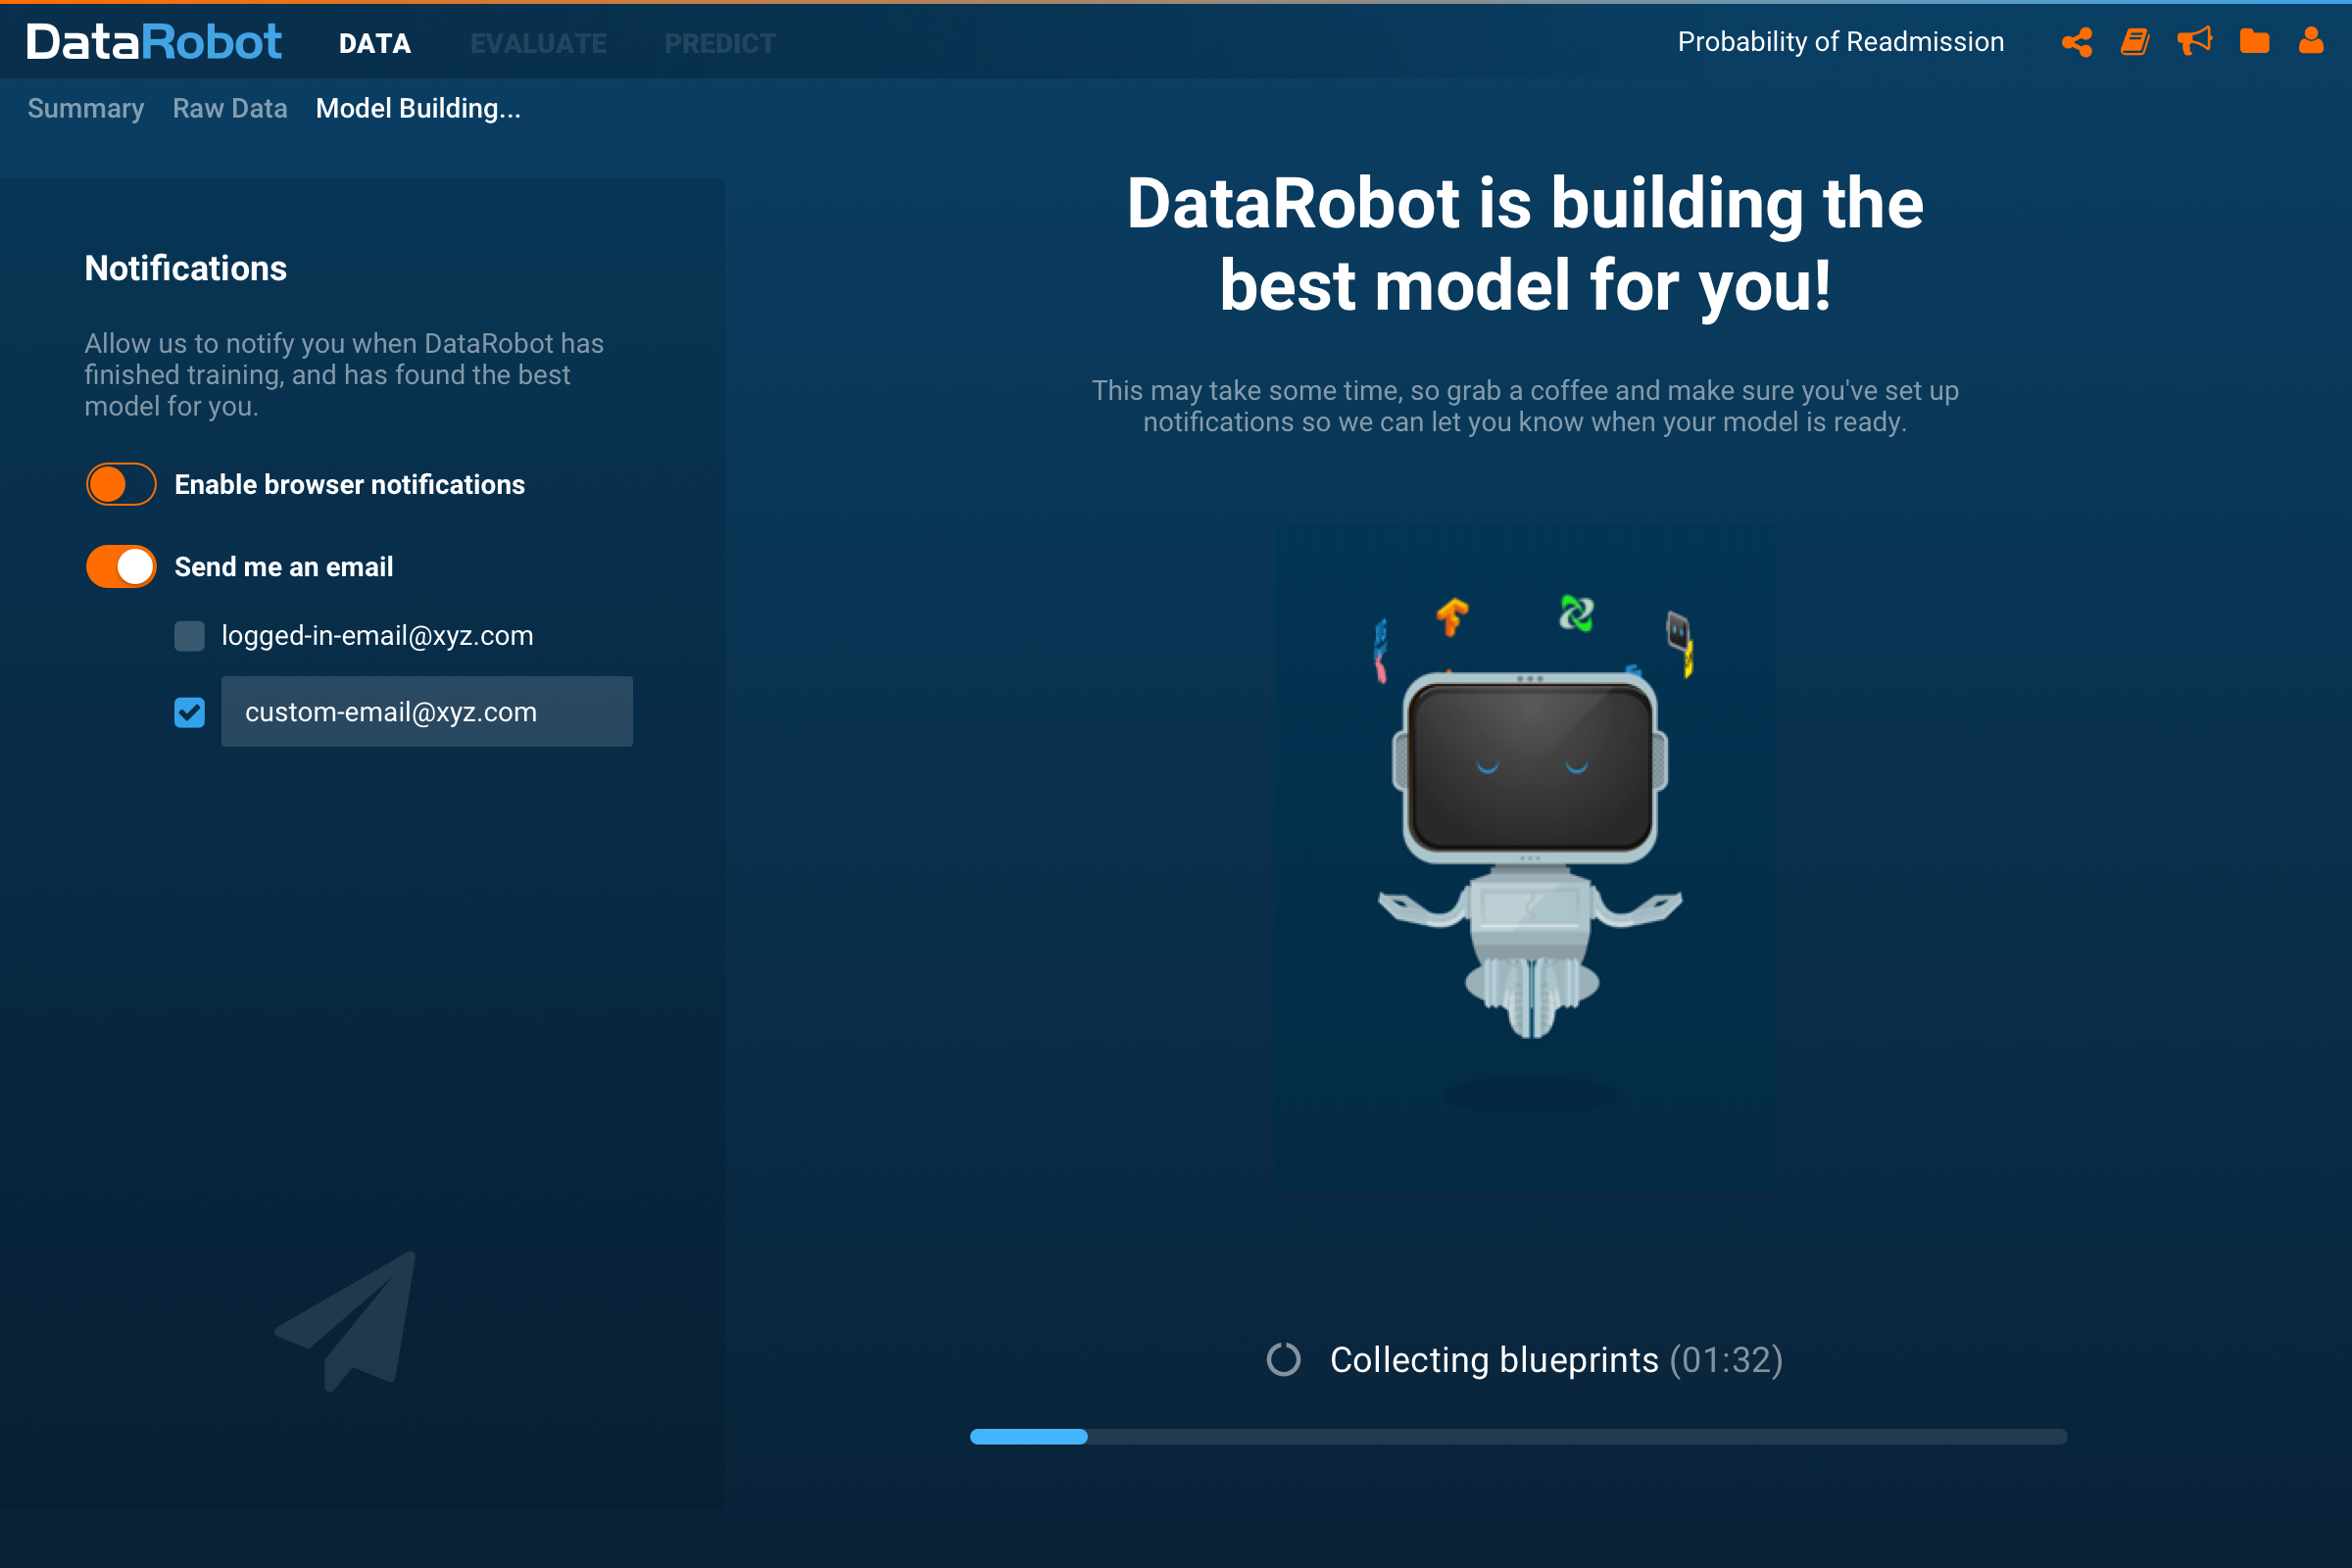 DataRobot DATA EVALUATE PREDICT Probability of Readmission
Summary Raw Data Model Building...
Notifications
Allow us to notify you when DataRobot has
finished training, and has found the best
model for you.
Enable browser notifications
Send me an email
logged-in-email@xyz.com
custom-email@xyz.com
DataRobot is building the
best model for you!
This may take some time, so grab a coffee and make sure you've set up
notifications so we can let you know when your model is ready.
Collecting blueprints (01:32)